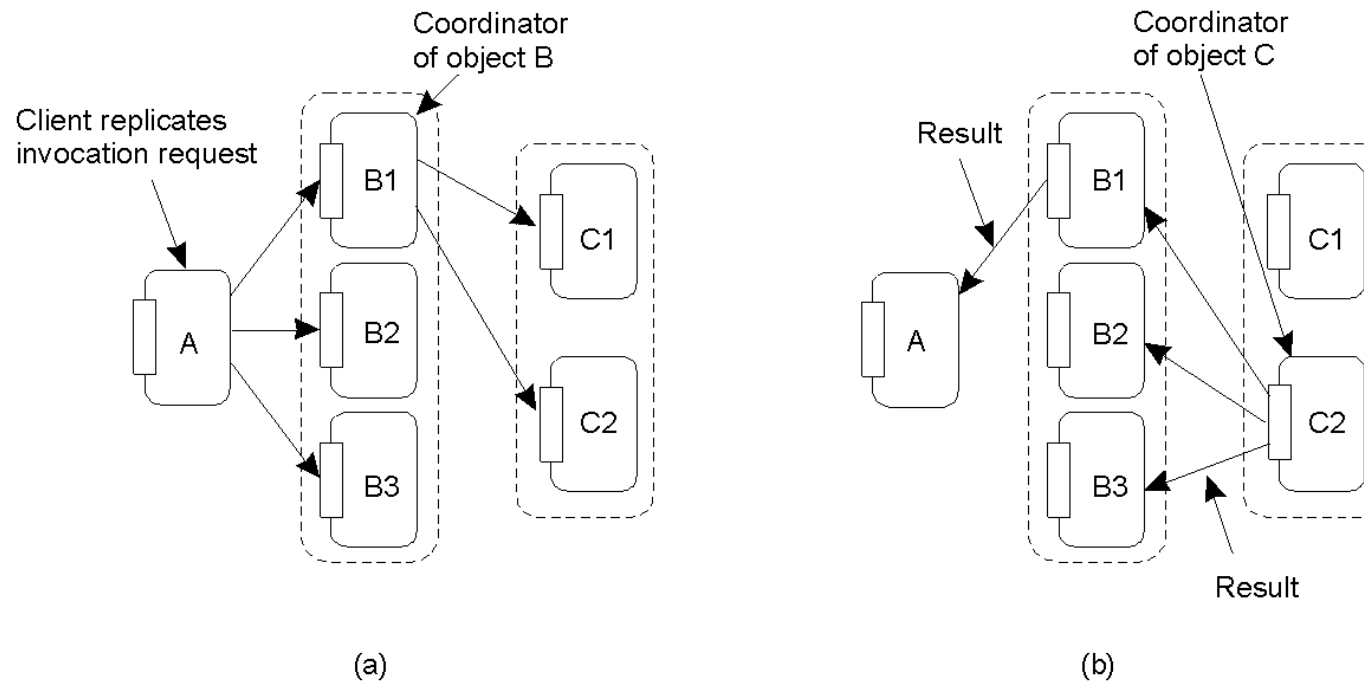 Coordinator
of object B
Client replicates
invocation request
B1
C1
A
B2
C2
B3
(a)
Coordinator
of object C
Result
B1
C1
A
B2
C2
B3
Result
(b)